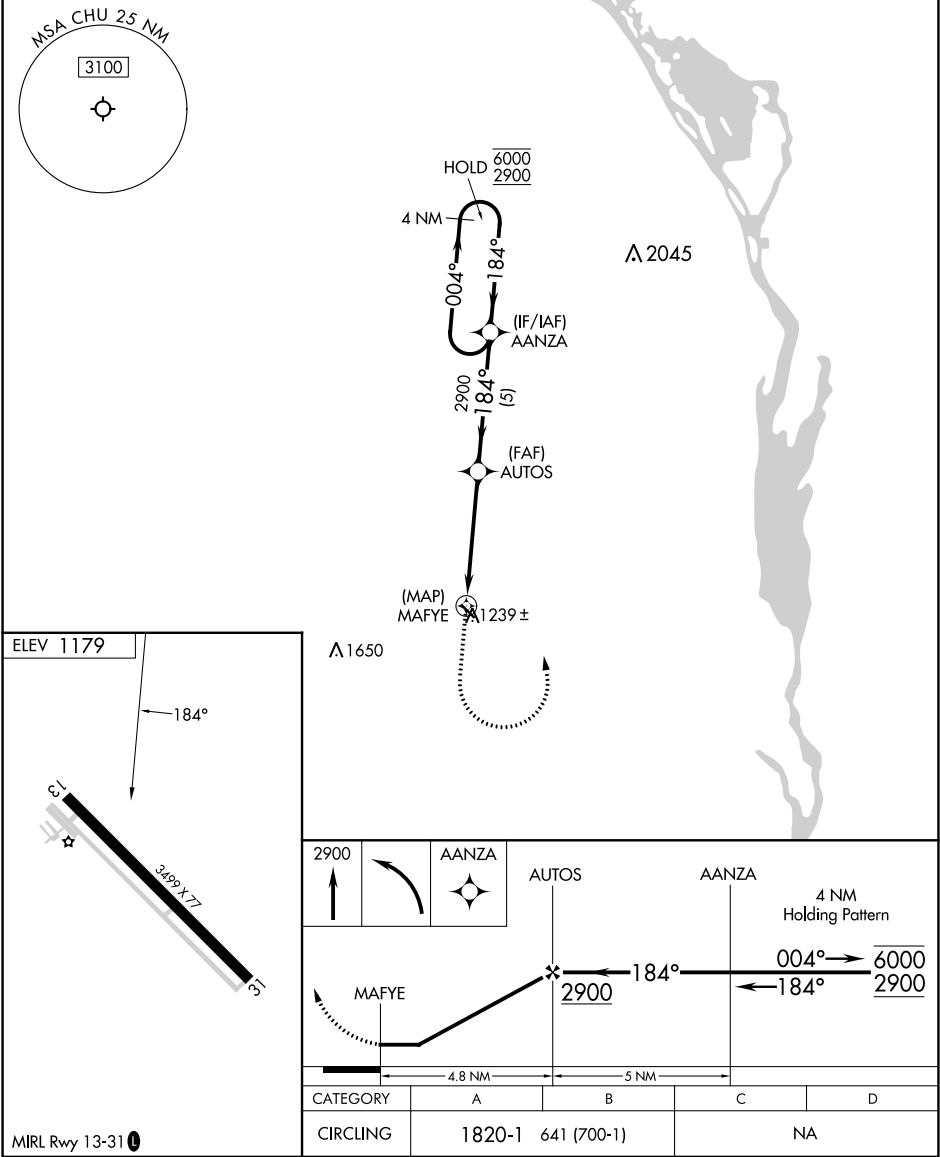 MSA CHU 25 NM
3100
HOLD 6000
2900
4 NM
004°
184°
2045
(IF/IAF)
AANZA
2900
184°
(5)
(FAF)
AUTOS
(MAP)
MAFYE
1239 ±
1650
ELEV 1179
184°
13
3499 X 77
31
MIRL Rwy 13-31 L
2900
AANZA
AUTOS
AANZA
4 NM
Holding Pattern
004°
6000
184°
2900
184°
2900
MAFYE
4.8 NM
5 NM
CATEGORY A B C D
CIRCLING 1820-1 641 (700-1) NA